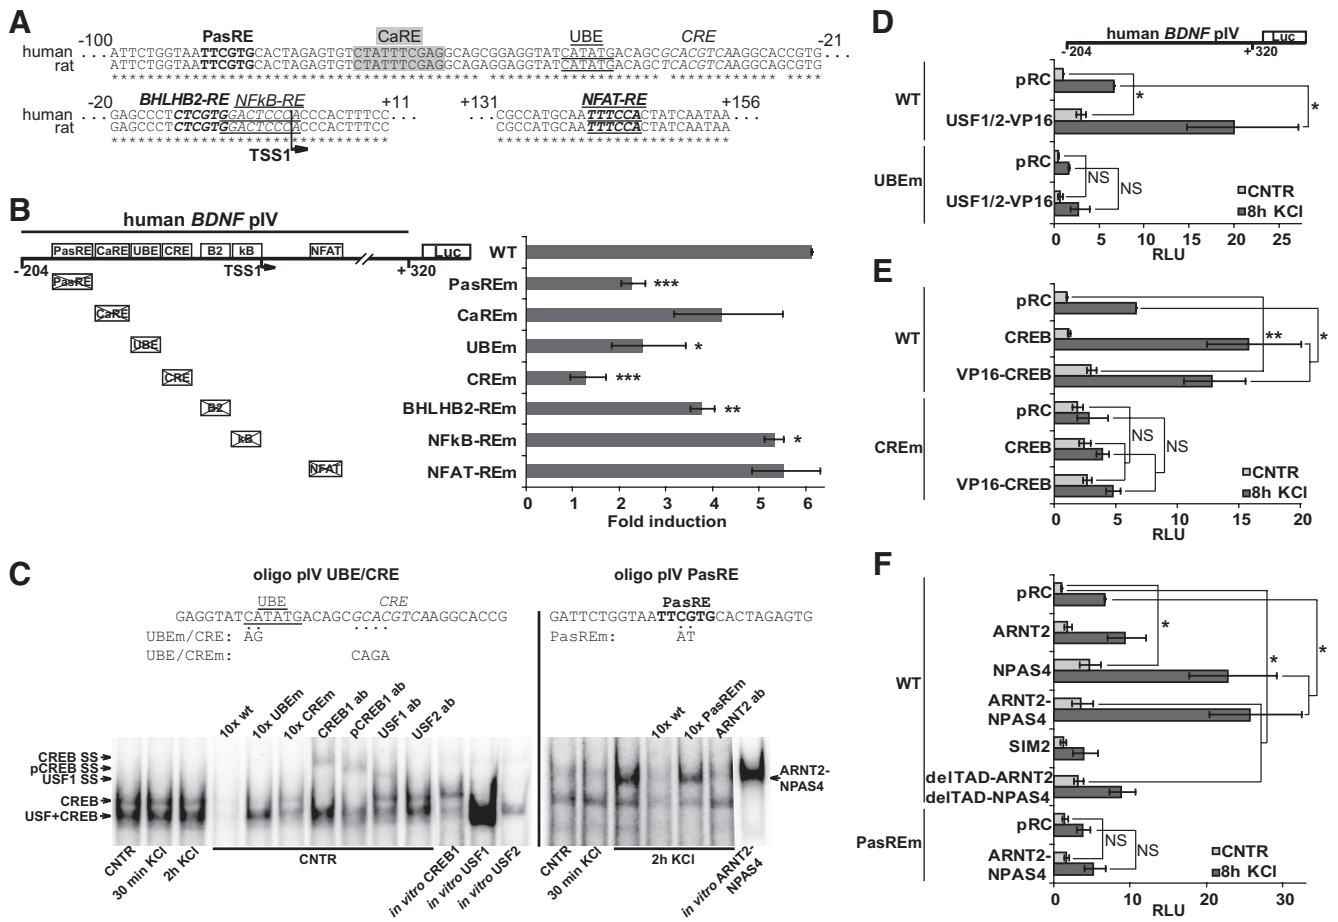 A
-100 PasRE CaRE UBE CRE -21
human ...ATTCTGGTAATTCGTGCACTAGAGTGTCTATTTCGAGGCAGCGGAGGTATCATATGACAGCGCACGTCAAGGCACCGTG...
rat ATTCTGGTAATTCGTGCACTAGAGTGTCTATTTCGAGGCAGAGGAGGTATCATATGACAGCTCACGTCAAGGCAGCGTG
-20 BHLHB2-RE NFkB-RE +11 +131 NFAT-RE +156
human ...GAGCCCTCTCGTGGACTCCCACCCACTTTCC... ...CGCCATGCAATTTCCACTATCAATAA...
rat GAGCCCTCTCGTGGACTCCCACCCACTTTCC CGCCATGCAATTTCCACTATCAATAA
TSS1
B
human BDNF pIV
PasRE CaRE UBE CRE B2 kB NFAT Luc
-204 TSS1 +320
PasRE
CaRE
UBE
CRE
B2
kB
NFAT
WT
PasREm ***
CaREm
UBEm *
CREm ***
BHLHB2-REm **
NFkB-REm *
NFAT-REm
0 1 2 3 4 5 6
Fold induction
C
oligo pIV UBE/CRE
UBE CRE
GAGGTATCATATGACAGCGCACGTCAAGGCACCG
UBEm/CRE: AG
UBE/CREm: CAGA
10x wt
10x UBEm
10x CREm
CREB1 ab
pCREB1 ab
USF1 ab
USF2 ab
CREB SS
pCREB SS
USF1 SS
CREB
USF+CREB
CNTR
30 min KCl
2h KCl
CNTR
in vitro CREB1
in vitro USF1
in vitro USF2
oligo pIV PasRE
PasRE
GATTCTGGTAATTCGTGCACTAGAGTG
PasREm: AT
10x wt
10x PasREm
ARNT2 ab
ARNT2-
NPAS4
CNTR
30 min KCl
2h KCl
in vitro ARNT2-
NPAS4
D
human BDNF pIV Luc
-204 +320
WT
pRC
USF1/2-VP16
* *
UBEm
pRC
USF1/2-VP16
NS NS
CNTR
8h KCl
0 5 10 15 20 25
RLU
E
WT
pRC
CREB
VP16-CREB
** *
CREm
pRC
CREB
VP16-CREB
NS NS
CNTR
8h KCl
0 5 10 15 20
RLU
F
WT
pRC
ARNT2
NPAS4
ARNT2-
NPAS4
SIM2
delTAD-ARNT2
delTAD-NPAS4
* * *
PasREm
pRC
ARNT2-
NPAS4
NS NS
CNTR
8h KCl
0 10 20 30
RLU